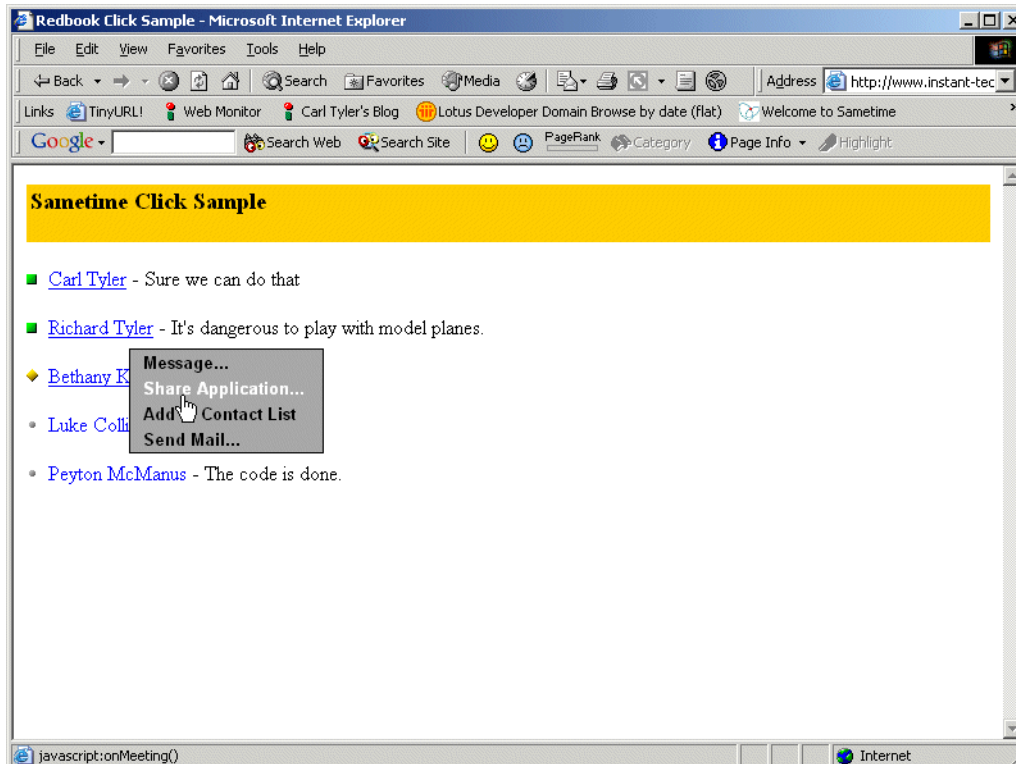 Redbook Click Sample - Microsoft Internet Explorer
File Edit View Favorites Tools Help
Back Search Favorites Media Address http://www.instant-tec
Links TinyURL! Web Monitor Carl Tyler's Blog Lotus Developer Domain Browse by date (flat) Welcome to Sametime
Google Search Web Search Site PageRank Category Page Info Highlight
Sametime Click Sample
Carl Tyler - Sure we can do that
Richard Tyler - It's dangerous to play with model planes.
Message...
Bethany K
Share Application...
Add Contact List
Luke Colli
Send Mail...
Peyton McManus - The code is done.
javascript:onMeeting() Internet